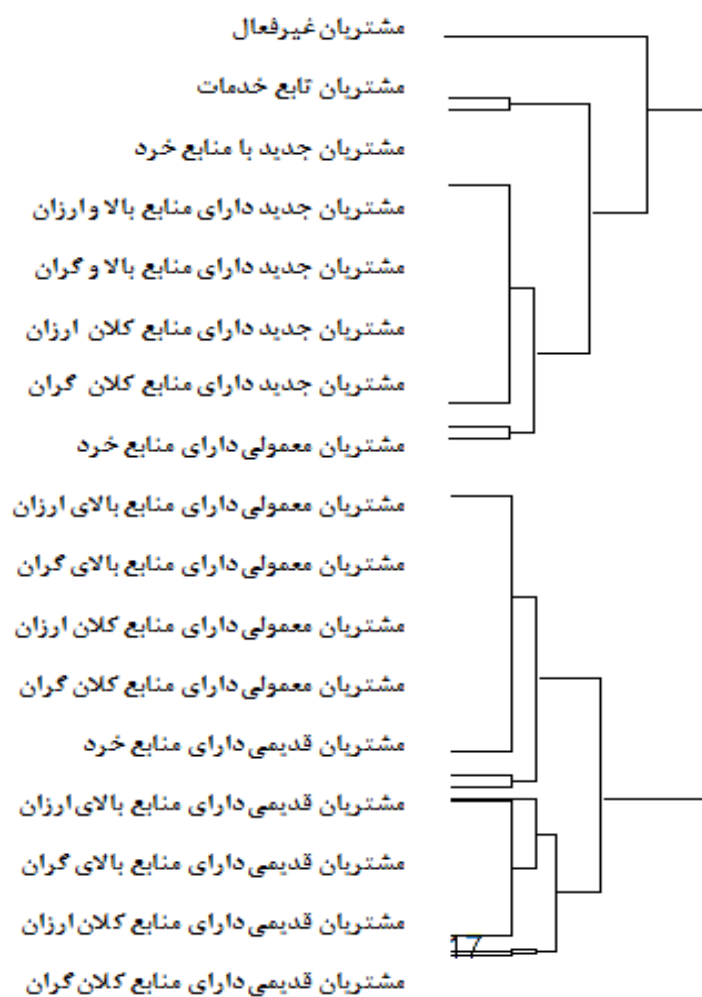 مشتریان غیرفعال
مشتریان تابع خدمات
مشتریان جدید با منابع خرد
مشتریان جدید دارای منابع بالا و ارزان
مشتریان جدید دارای منابع بالا و گران
مشتریان جدید دارای منابع کلان ارزان
مشتریان جدید دارای منابع کلان گران
مشتریان معمولی دارای منابع خرد
مشتریان معمولی دارای منابع بالای ارزان
مشتریان معمولی دارای منابع بالای گران
مشتریان معمولی دارای منابع کلان ارزان
مشتریان معمولی دارای منابع کلان گران
مشتریان قدیمی دارای منابع خرد
مشتریان قدیمی دارای منابع بالای ارزان
مشتریان قدیمی دارای منابع بالای گران
مشتریان قدیمی دارای منابع کلان ارزان
17
مشتریان قدیمی دارای منابع کلان گران